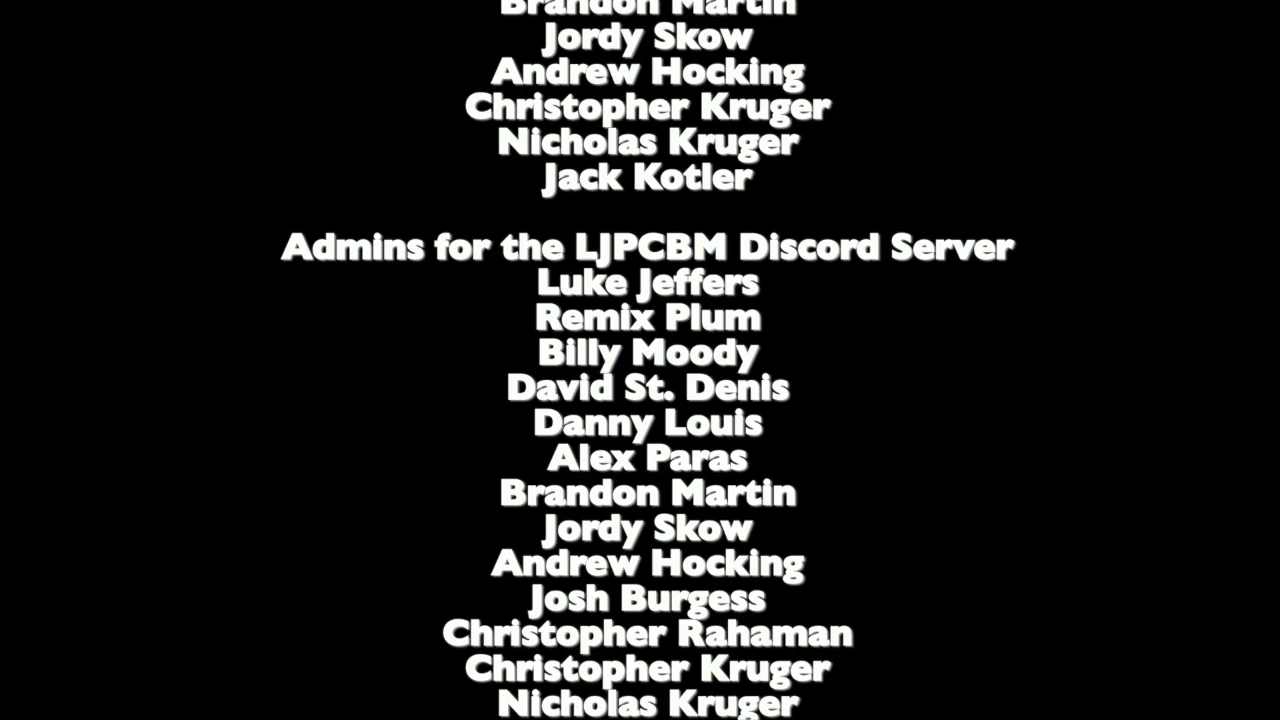 Brandon Martin
Jordy Skow
Andrew Hocking
Christopher Kruger
Nicholas Kruger
Jack Kotler
Admins for the LJPCBM Discord Server
Luke Jeffers
Remix Plum
Billy Moody
David St. Denis
Danny Louis
Alex Paras
Brandon Martin
Jordy Skow
Andrew Hocking
Josh Burgess
Christopher Rahaman
Christopher Kruger
Nicholas Kruger